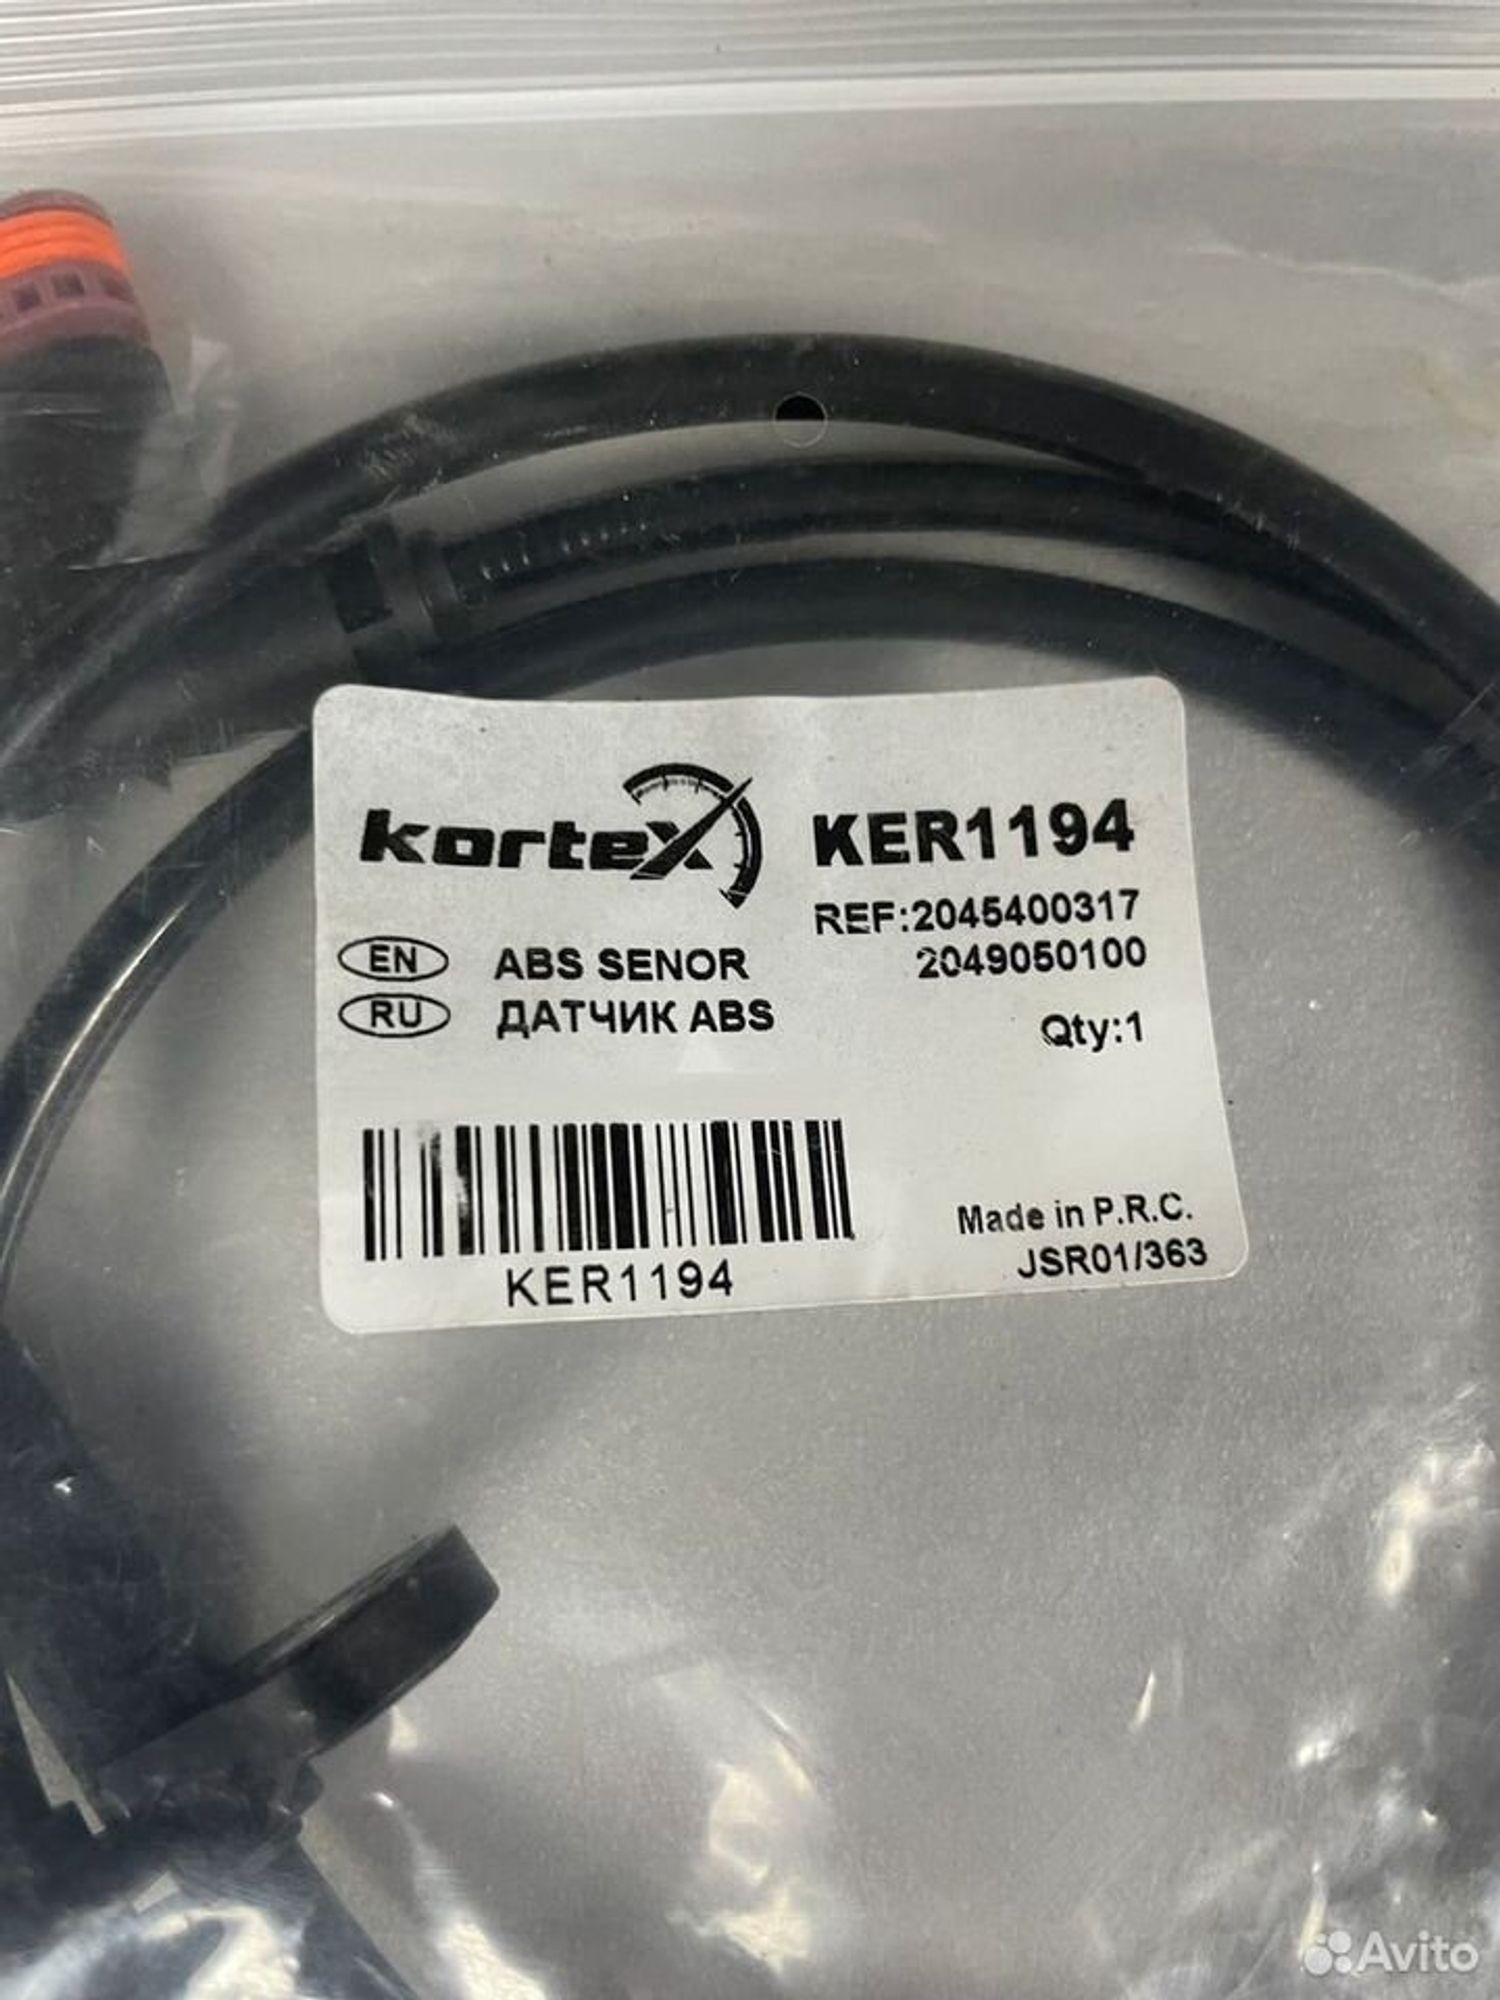 kortex
KER1194
REF:2045400317
2049050100
EN ABS SENOR
RU ДАТЧИК ABS
Qty:1
KER1194
Made in P.R.C.
JSR01/363
Avito